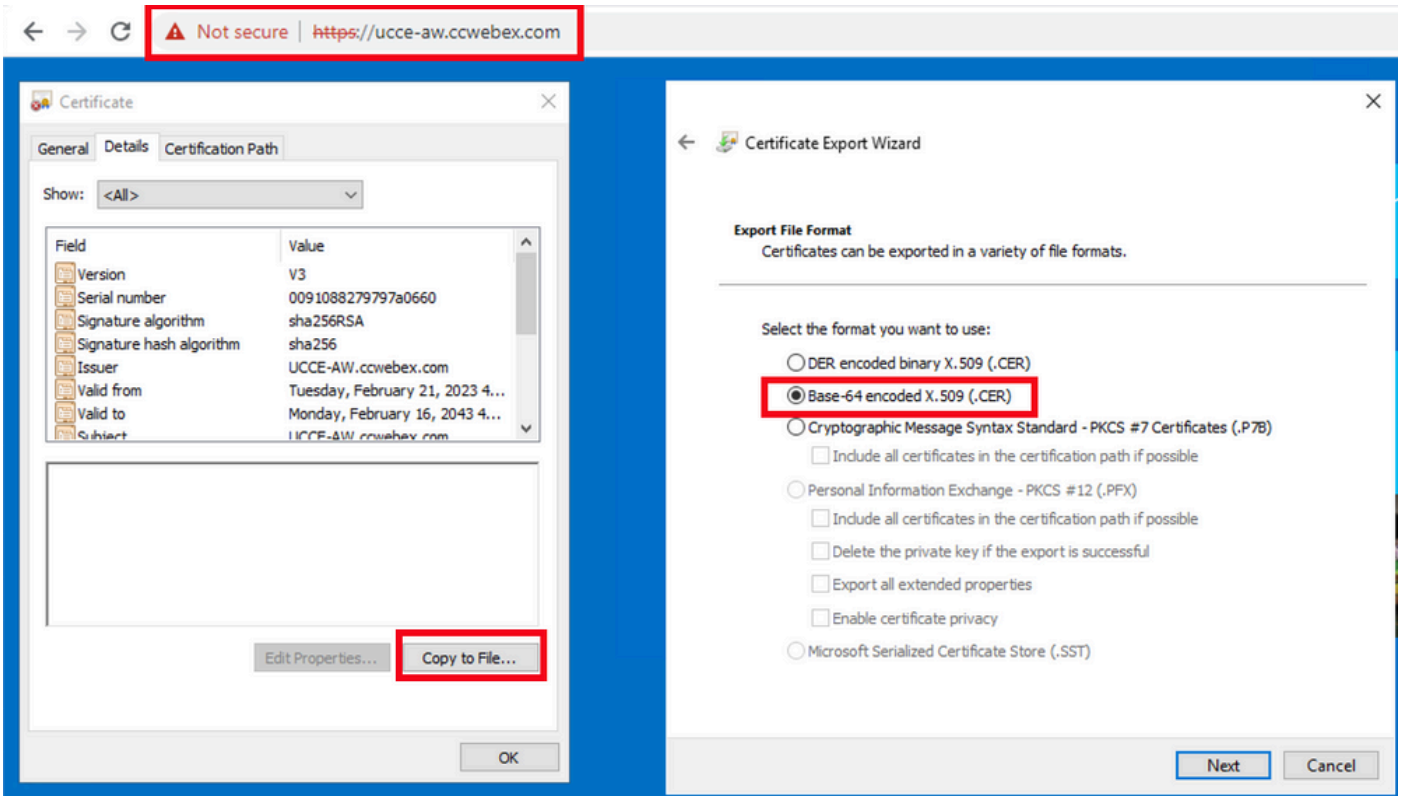 Not secure | https://ucce-aw.ccwebex.com
Certificate
General Details Certification Path
Show: <All>
Field Value
Version V3
Serial number 0091088279797a0660
Signature algorithm sha256RSA
Signature hash algorithm sha256
Issuer UCCE-AW.ccwebex.com
Valid from Tuesday, February 21, 2023 4...
Valid to Monday, February 16, 2043 4...
Subject UCCE-AW.ccwebex.com
Edit Properties... Copy to File...
OK
Certificate Export Wizard
Export File Format
Certificates can be exported in a variety of file formats.
Select the format you want to use:
DER encoded binary X.509 (.CER)
Base-64 encoded X.509 (.CER)
Cryptographic Message Syntax Standard - PKCS #7 Certificates (.P7B)
Include all certificates in the certification path if possible
Personal Information Exchange - PKCS #12 (.PFX)
Include all certificates in the certification path if possible
Delete the private key if the export is successful
Export all extended properties
Enable certificate privacy
Microsoft Serialized Certificate Store (.SST)
Next Cancel